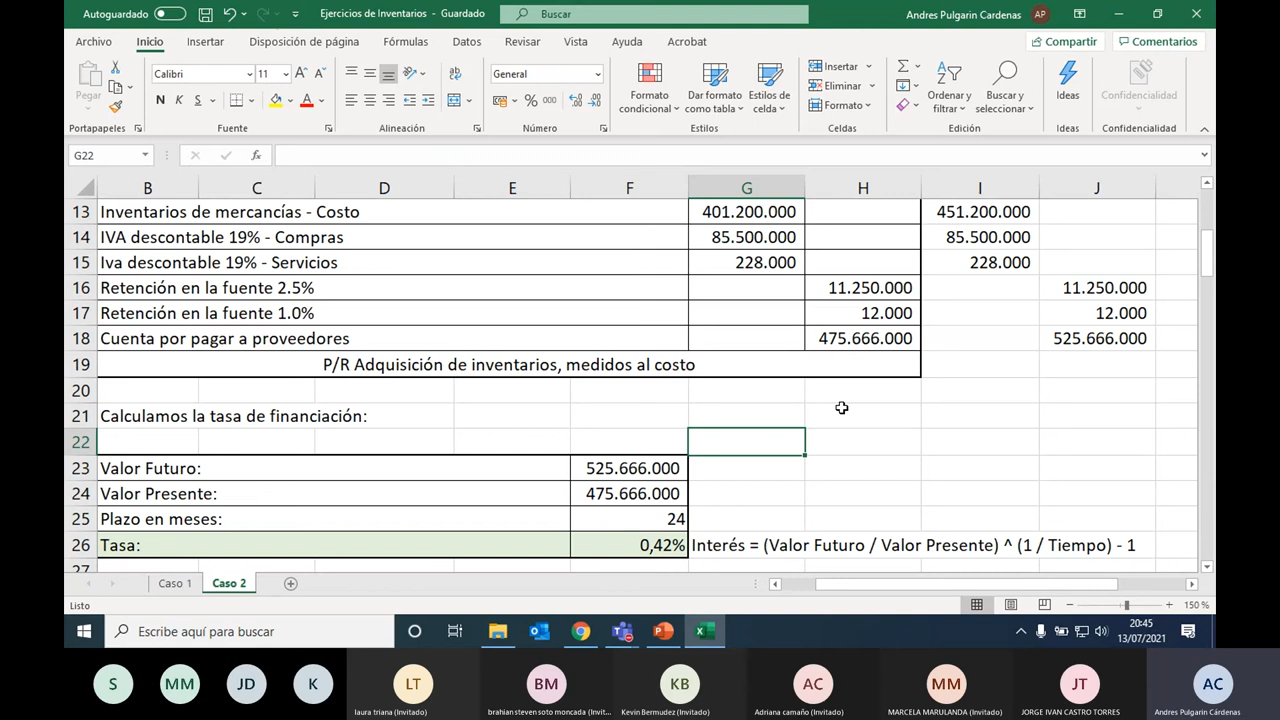 Autoguardado
Ejercicios de Inventarios - Guardado
Buscar
Andres Pulgarin Cardenas
AP
Archivo Inicio Insertar Disposición de página Fórmulas Datos Revisar Vista Ayuda Acrobat
Compartir Comentarios
Pegar
Calibri 11
N K S
General
% 000
Formato condicional
Dar formato como tabla
Estilos de celda
Insertar
Eliminar
Formato
Ordenar y filtrar
Buscar y seleccionar
Ideas
Confidencialidad
Portapapeles Fuente Alineación Número Estilos Celdas Edición Ideas Confidencialidad
G22 fx
B C D E F G H I J
13 Inventarios de mercancías - Costo 401.200.000 451.200.000
14 IVA descontable 19% - Compras 85.500.000 85.500.000
15 Iva descontable 19% - Servicios 228.000 228.000
16 Retención en la fuente 2.5% 11.250.000 11.250.000
17 Retención en la fuente 1.0% 12.000 12.000
18 Cuenta por pagar a proveedores 475.666.000 525.666.000
19 P/R Adquisición de inventarios, medidos al costo
20
21 Calculamos la tasa de financiación:
22
23 Valor Futuro: 525.666.000
24 Valor Presente: 475.666.000
25 Plazo en meses: 24
26 Tasa: 0,42% Interés = (Valor Futuro / Valor Presente) ^ (1 / Tiempo) - 1
27
Caso 1 Caso 2
Listo 150 %
Escribe aquí para buscar
20:45
13/07/2021
S MM JD K LT BM KB AC MM JT AC
laura triana (Invitado) brahian steven soto moncada (Invit... Kevin Bermudez (Invitado) Adriana camaño (Invitado) MARCELA MARULANDA (Invitado) JORGE IVAN CASTRO TORRES Andres Pulgarin Cárdenas